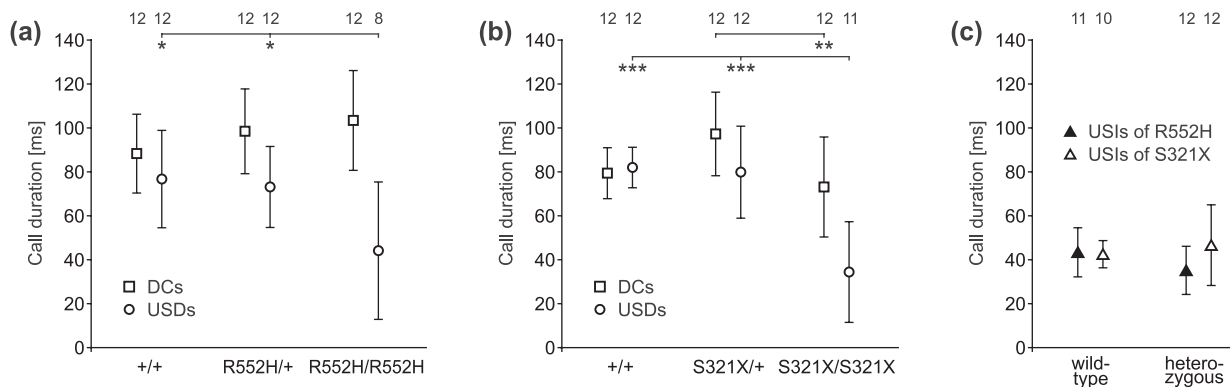 (a)
12 12 12 12 12 8
* * 
Call duration [ms]
140
120
100
80
60
40
20
0
DCs
USDs
+/+ R552H/+ R552H/R552H
(b)
12 12 12 12 12 11
**
*** ***
Call duration [ms]
140
120
100
80
60
40
20
0
DCs
USDs
+/+ S321X/+ S321X/S321X
(c)
11 10 12 12
Call duration [ms]
140
120
100
80
60
40
20
0
USIs of R552H
USIs of S321X
wild-
type
hetero-
zygous